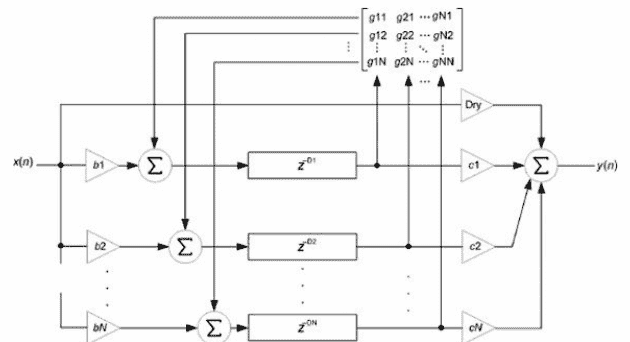 g11 g21 ··· gN1
g12 g22 ··· gN2
g1N g2N ··· gNN
Dry
x(n) b1 Σ z-D1 c1 Σ y(n)
b2 Σ z-D2 c2
bN Σ z-DN cN